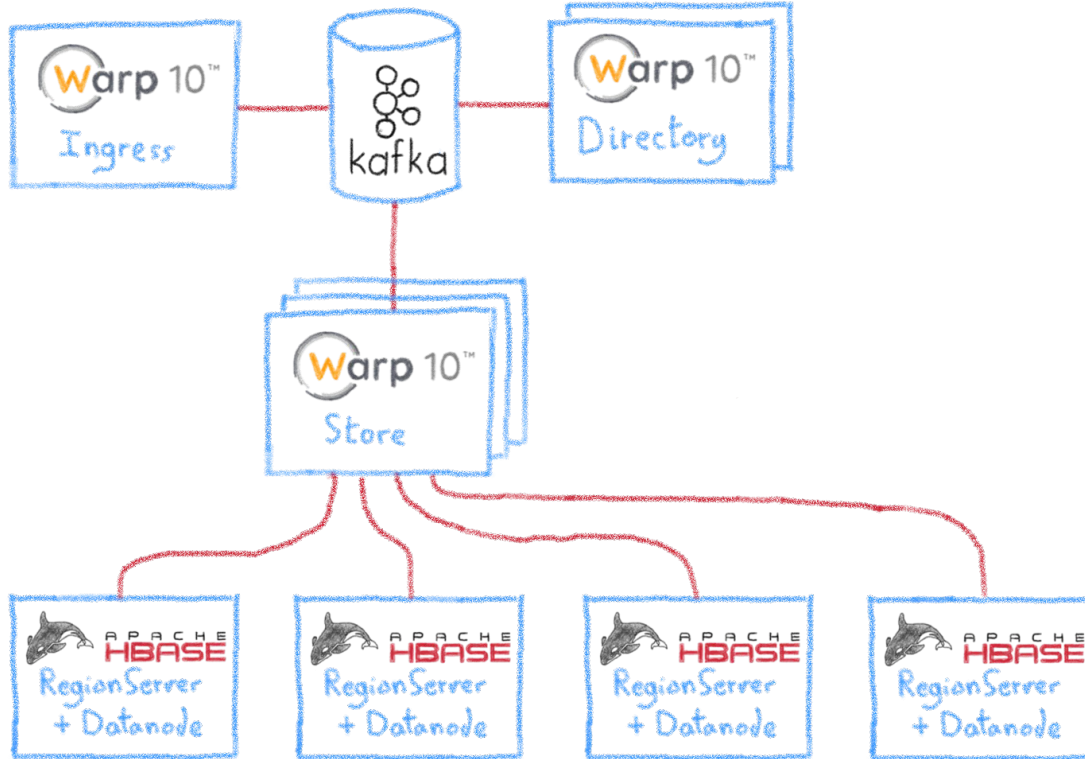 Warp 10™
Ingress
kafka
Warp 10™
Directory
Warp 10™
Store
APACHE
HBASE
RegionServer
+ Datanode
APACHE
HBASE
RegionServer
+ Datanode
APACHE
HBASE
RegionServer
+ Datanode
APACHE
HBASE
RegionServer
+ Datanode